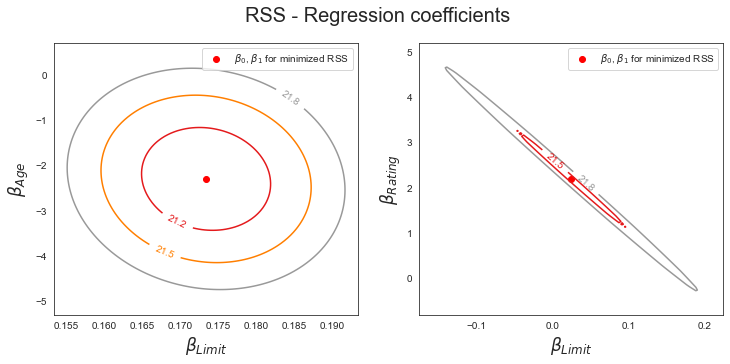 RSS - Regression coefficients
β0, β1 for minimized RSS
21.8
21.5
21.2
0
−1
−2
−3
−4
−5
βAge
0.155 0.160 0.165 0.170 0.175 0.180 0.185 0.190
βLimit
β0, β1 for minimized RSS
21.5
21.8
5
4
3
2
1
0
βRating
−0.1 0.0 0.1 0.2
βLimit